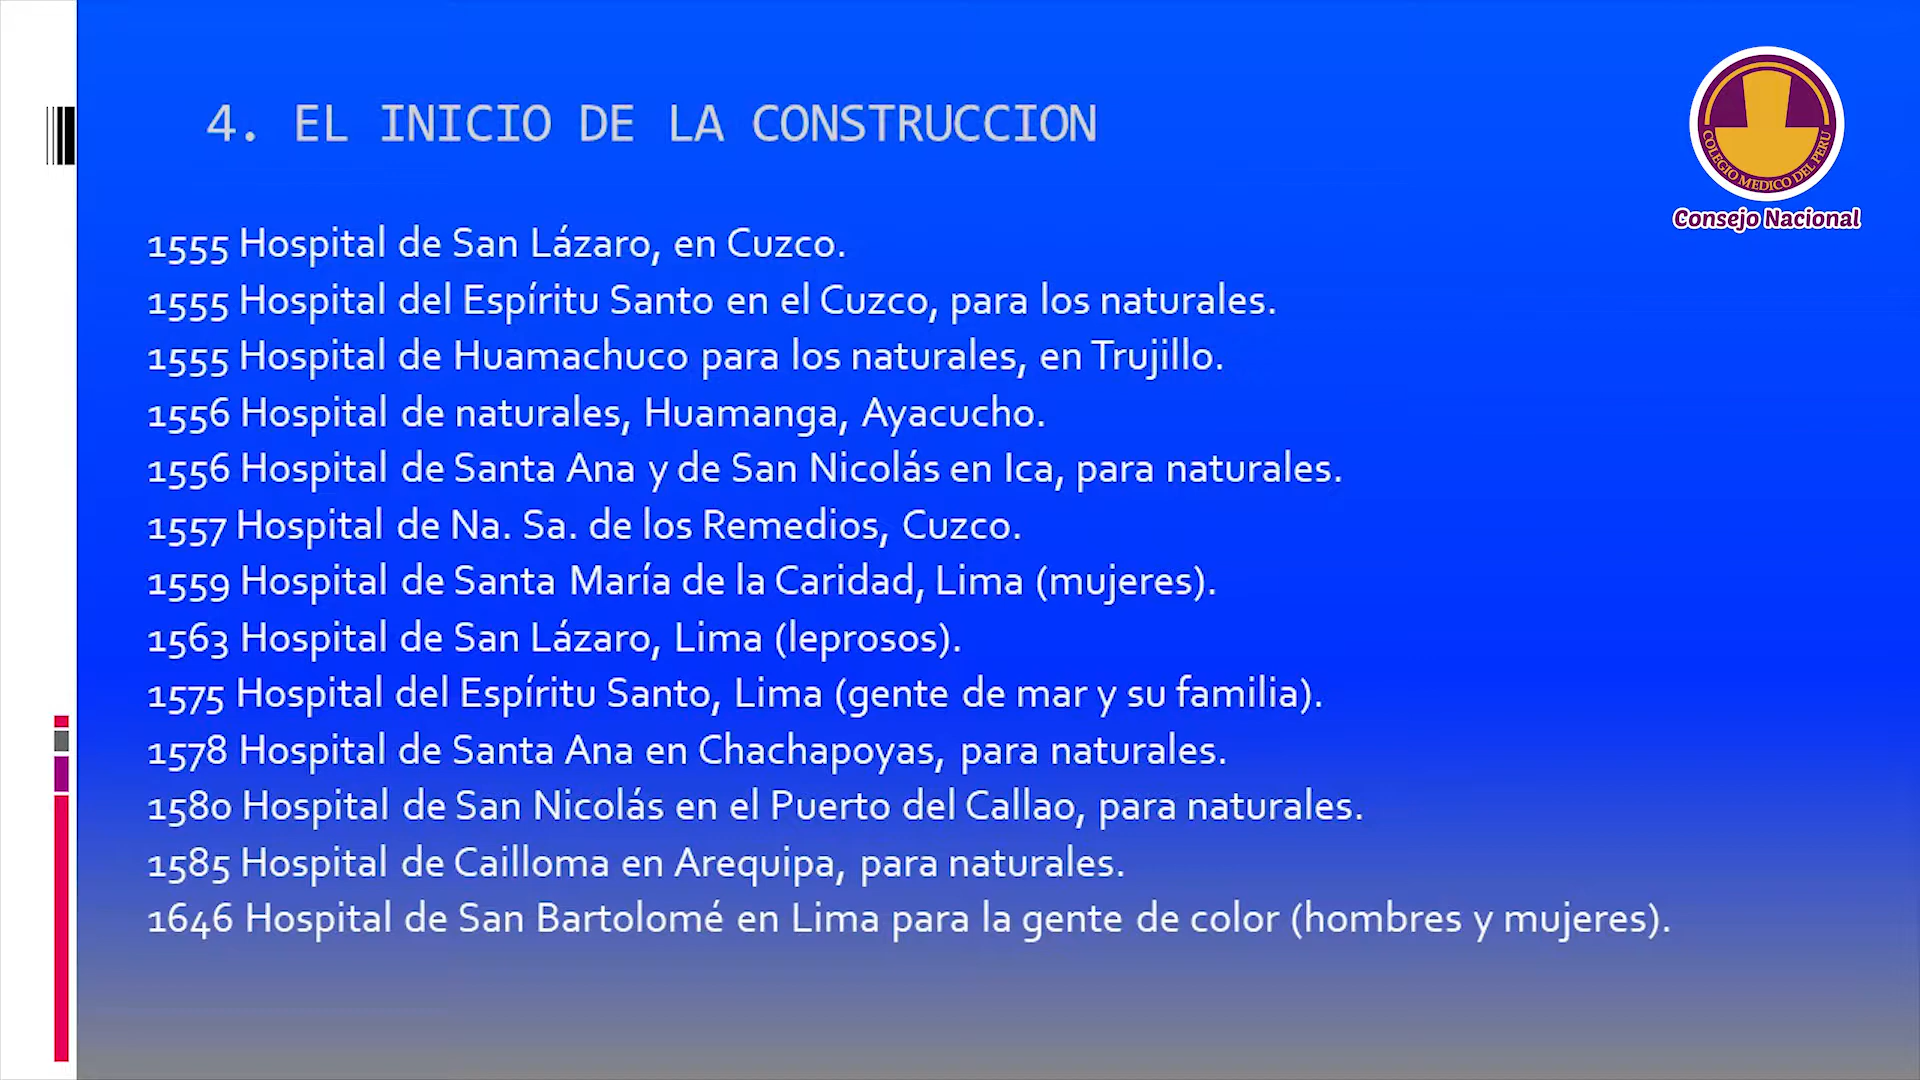 4. EL INICIO DE LA CONSTRUCCION
COLEGIO MEDICO DEL PERU
Consejo Nacional
1555 Hospital de San Lázaro, en Cuzco.
1555 Hospital del Espíritu Santo en el Cuzco, para los naturales.
1555 Hospital de Huamachuco para los naturales, en Trujillo.
1556 Hospital de naturales, Huamanga, Ayacucho.
1556 Hospital de Santa Ana y de San Nicolás en Ica, para naturales.
1557 Hospital de Na. Sa. de los Remedios, Cuzco.
1559 Hospital de Santa María de la Caridad, Lima (mujeres).
1563 Hospital de San Lázaro, Lima (leprosos).
1575 Hospital del Espíritu Santo, Lima (gente de mar y su familia).
1578 Hospital de Santa Ana en Chachapoyas, para naturales.
1580 Hospital de San Nicolás en el Puerto del Callao, para naturales.
1585 Hospital de Cailloma en Arequipa, para naturales.
1646 Hospital de San Bartolomé en Lima para la gente de color (hombres y mujeres).